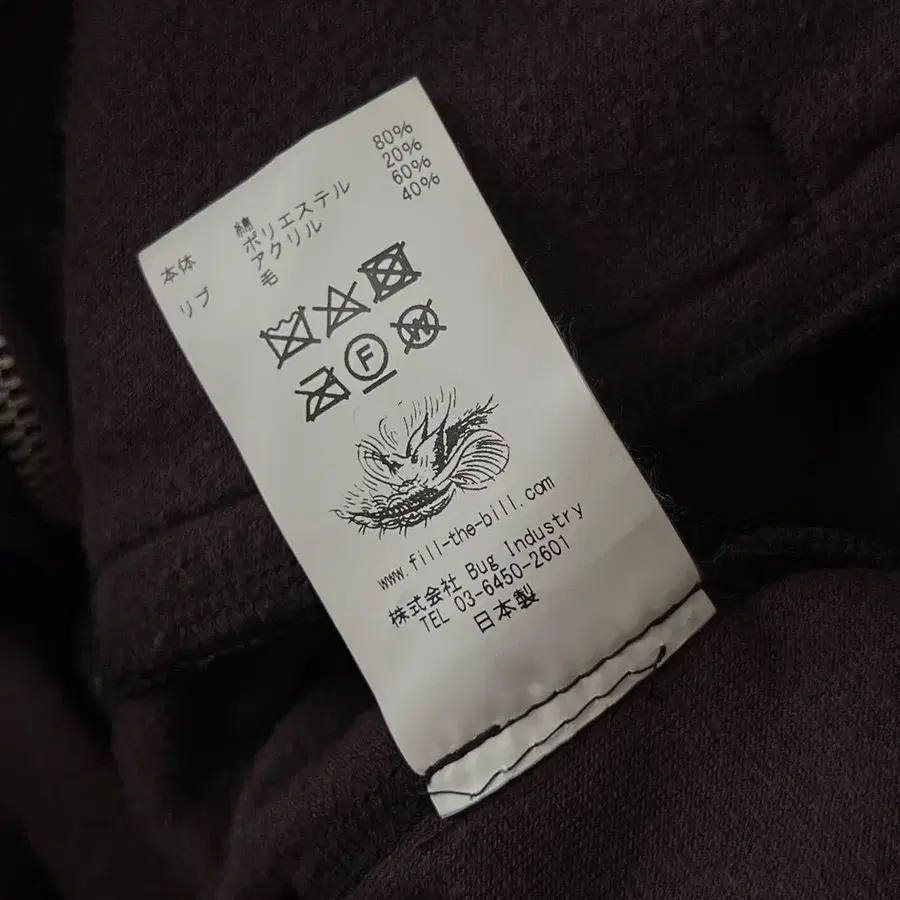 本体 綿 80%
ポリエステル 20%
リブ アクリル 60%
毛 40%
F
W
www.fill-the-bill.com
株式会社 Bug Industry
TEL 03-6450-2601
日本製